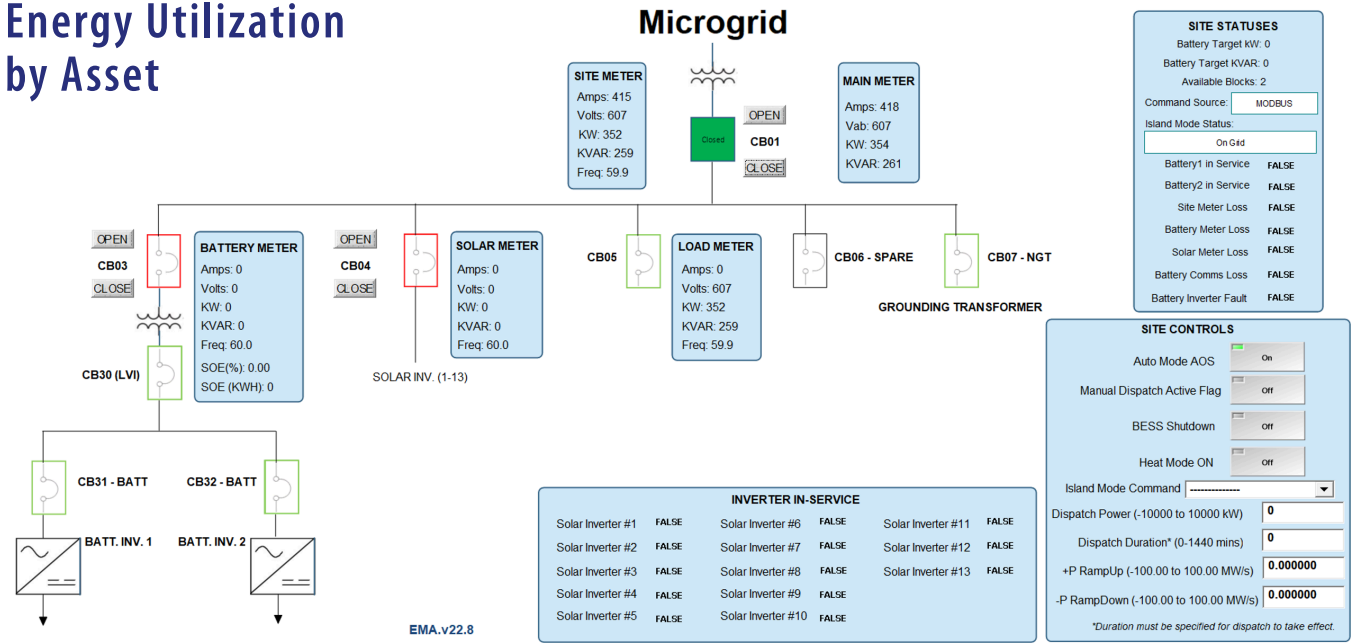 Energy Utilization
by Asset
Microgrid
SITE METER
Amps: 415
Volts: 607
KW: 352
KVAR: 259
Freq: 59.9
Closed
OPEN
CB01
CLOSE
MAIN METER
Amps: 418
Vab: 607
KW: 354
KVAR: 261
SITE STATUSES
Battery Target kW: 0
Battery Target KVAR: 0
Available Blocks: 2
Command Source: MODBUS
Island Mode Status:
On Grid
Battery1 in Service FALSE
Battery2 in Service FALSE
Site Meter Loss FALSE
Battery Meter Loss FALSE
Solar Meter Loss FALSE
Battery Comms Loss FALSE
Battery Inverter Fault FALSE
OPEN
CB03
CLOSE
BATTERY METER
Amps: 0
Volts: 0
KW: 0
KVAR: 0
Freq: 60.0
SOE(%): 0.00
SOE (KWH): 0
OPEN
CB04
CLOSE
SOLAR METER
Amps: 0
Volts: 0
KW: 0
KVAR: 0
Freq: 60.0
CB05
LOAD METER
Amps: 0
Volts: 607
KW: 352
KVAR: 259
Freq: 59.9
CB06 - SPARE
CB07 - NGT
GROUNDING TRANSFORMER
CB30 (LVI)
SOLAR INV. (1-13)
CB31 - BATT
CB32 - BATT
BATT. INV. 1
BATT. INV. 2
SITE CONTROLS
Auto Mode AOS On
Manual Dispatch Active Flag Off
BESS Shutdown Off
Heat Mode ON Off
Island Mode Command --------------
Dispatch Power (-10000 to 10000 kW) 0
Dispatch Duration* (0-1440 mins) 0
+P RampUp (-100.00 to 100.00 MW/s) 0.000000
-P RampDown (-100.00 to 100.00 MW/s) 0.000000
*Duration must be specified for dispatch to take effect.
INVERTER IN-SERVICE
Solar Inverter #1 FALSE Solar Inverter #6 FALSE Solar Inverter #11 FALSE
Solar Inverter #2 FALSE Solar Inverter #7 FALSE Solar Inverter #12 FALSE
Solar Inverter #3 FALSE Solar Inverter #8 FALSE Solar Inverter #13 FALSE
Solar Inverter #4 FALSE Solar Inverter #9 FALSE
Solar Inverter #5 FALSE Solar Inverter #10 FALSE
EMA.v22.8